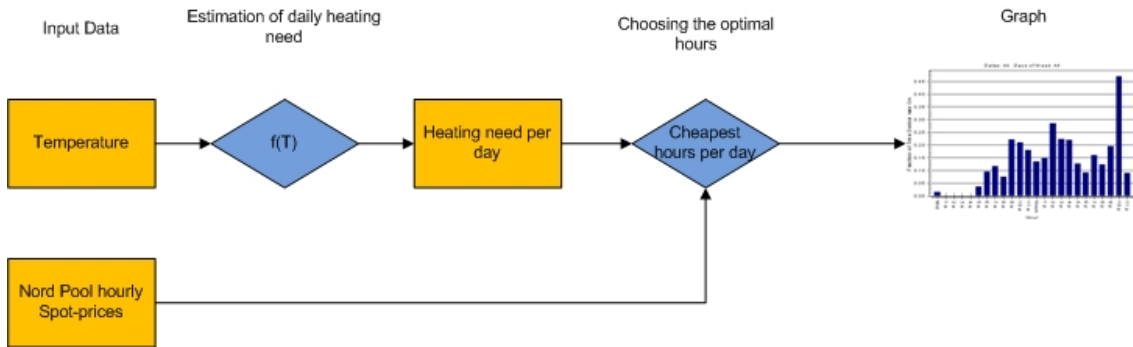 Input Data
Estimation of daily heating
need
Choosing the optimal
hours
Graph
Temperature
f(T)
Heating need per
day
Cheapest
hours per day
Nord Pool hourly
Spot-prices